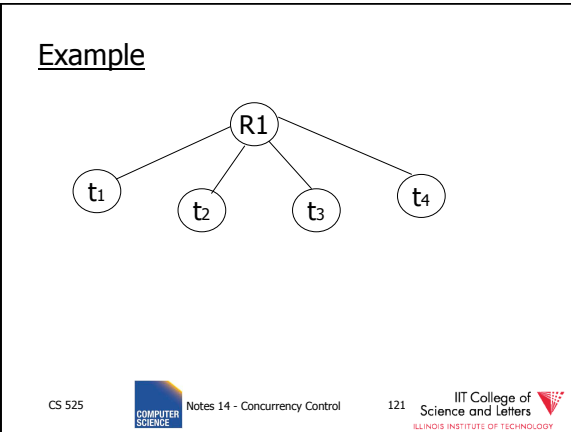 Example
R1
t1
t2
t3
t4
CS 525
COMPUTER
SCIENCE
Notes 14 - Concurrency Control
121
IIT College of
Science and Letters
ILLINOIS INSTITUTE OF TECHNOLOGY